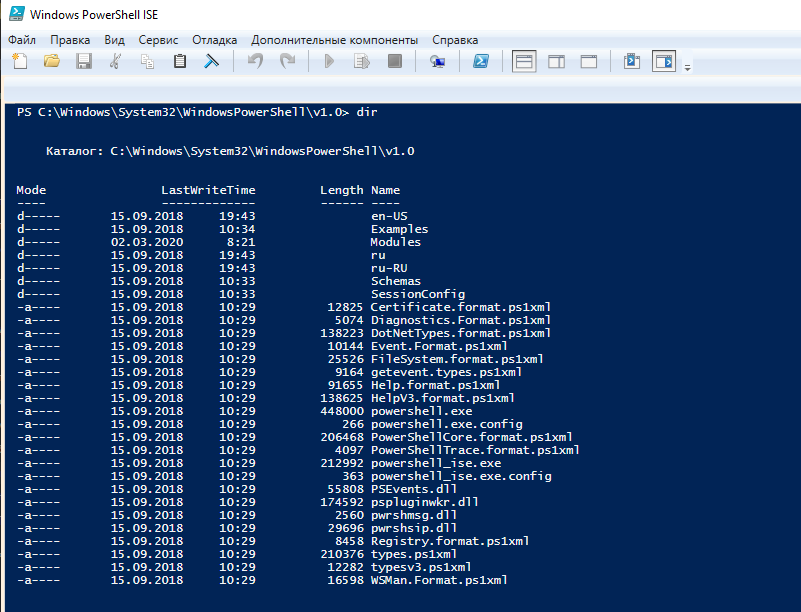 Windows PowerShell ISE
Файл Правка Вид Сервис Отладка Дополнительные компоненты Справка
PS C:\Windows\System32\WindowsPowerShell\v1.0> dir
Каталог: C:\Windows\System32\WindowsPowerShell\v1.0
Mode LastWriteTime Length Name
---- ------------- ------ ----
d----- 15.09.2018 19:43 en-US
d----- 15.09.2018 10:34 Examples
d----- 02.03.2020 8:21 Modules
d----- 15.09.2018 19:43 ru
d----- 15.09.2018 19:43 ru-RU
d----- 15.09.2018 10:33 Schemas
d----- 15.09.2018 10:33 SessionConfig
-a---- 15.09.2018 10:29 12825 Certificate.format.ps1xml
-a---- 15.09.2018 10:29 5074 Diagnostics.Format.ps1xml
-a---- 15.09.2018 10:29 138223 DotNetTypes.format.ps1xml
-a---- 15.09.2018 10:29 10144 Event.Format.ps1xml
-a---- 15.09.2018 10:29 25526 FileSystem.format.ps1xml
-a---- 15.09.2018 10:29 9164 getevent.types.ps1xml
-a---- 15.09.2018 10:29 91655 Help.format.ps1xml
-a---- 15.09.2018 10:29 138625 HelpV3.format.ps1xml
-a---- 15.09.2018 10:29 448000 powershell.exe
-a---- 15.09.2018 10:29 266 powershell.exe.config
-a---- 15.09.2018 10:29 206468 PowerShellCore.format.ps1xml
-a---- 15.09.2018 10:29 4097 PowerShellTrace.format.ps1xml
-a---- 15.09.2018 10:29 212992 powershell_ise.exe
-a---- 15.09.2018 10:29 363 powershell_ise.exe.config
-a---- 15.09.2018 10:29 55808 PSEvents.dll
-a---- 15.09.2018 10:29 174592 pspluginwkr.dll
-a---- 15.09.2018 10:29 2560 pwrshmsg.dll
-a---- 15.09.2018 10:29 29696 pwrshsip.dll
-a---- 15.09.2018 10:29 8458 Registry.format.ps1xml
-a---- 15.09.2018 10:29 210376 types.ps1xml
-a---- 15.09.2018 10:29 12282 typesv3.ps1xml
-a---- 15.09.2018 10:29 16598 WSMan.Format.ps1xml